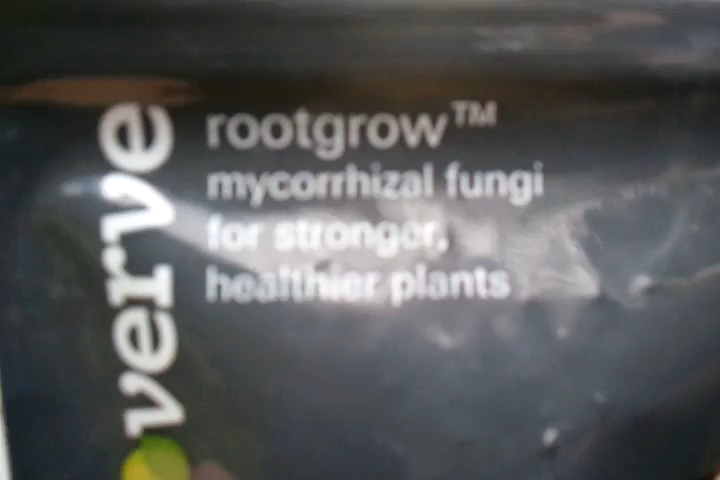 verve
rootgrow™
mycorrhizal fungi
for stronger,
healthier plants